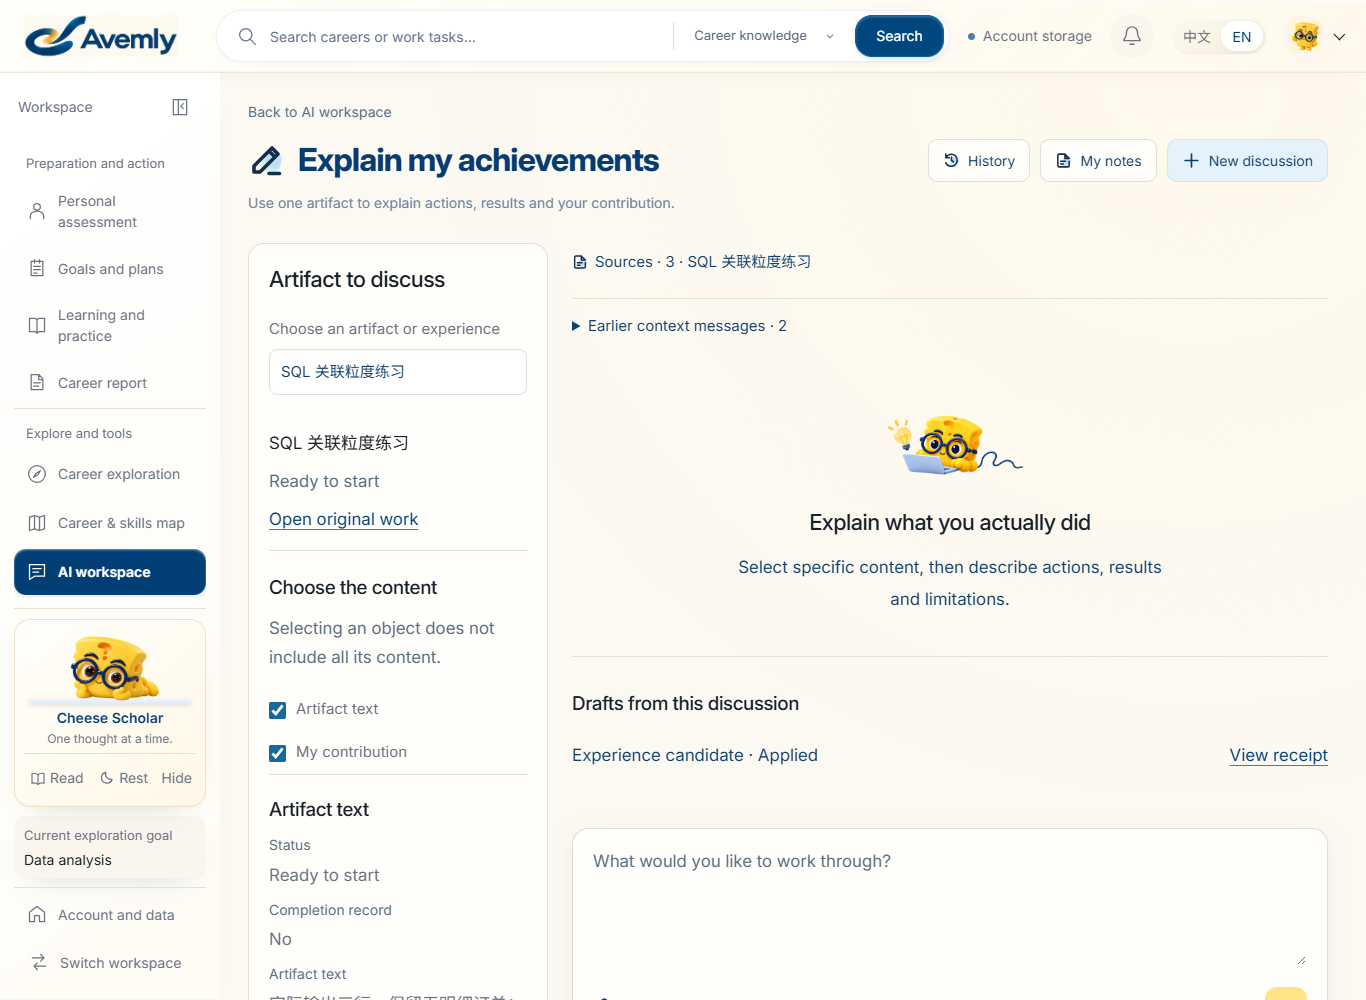 Avemly
Search careers or work tasks...
Career knowledge
Search
Account storage
中文
EN
Workspace
Preparation and action
Personal
assessment
Goals and plans
Learning and
practice
Career report
Explore and tools
Career exploration
Career & skills map
AI workspace
Cheese Scholar
One thought at a time.
Read
Rest
Hide
Current exploration goal
Data analysis
Account and data
Switch workspace
Back to AI workspace
Explain my achievements
Use one artifact to explain actions, results and your contribution.
History
My notes
New discussion
Artifact to discuss
Choose an artifact or experience
SQL 关联粒度练习
SQL 关联粒度练习
Ready to start
Open original work
Choose the content
Selecting an object does not
include all its content.
Artifact text
My contribution
Artifact text
Status
Ready to start
Completion record
No
Artifact text
Sources · 3 · SQL 关联粒度练习
Earlier context messages · 2
Explain what you actually did
Select specific content, then describe actions, results
and limitations.
Drafts from this discussion
Experience candidate · Applied
View receipt
What would you like to work through?